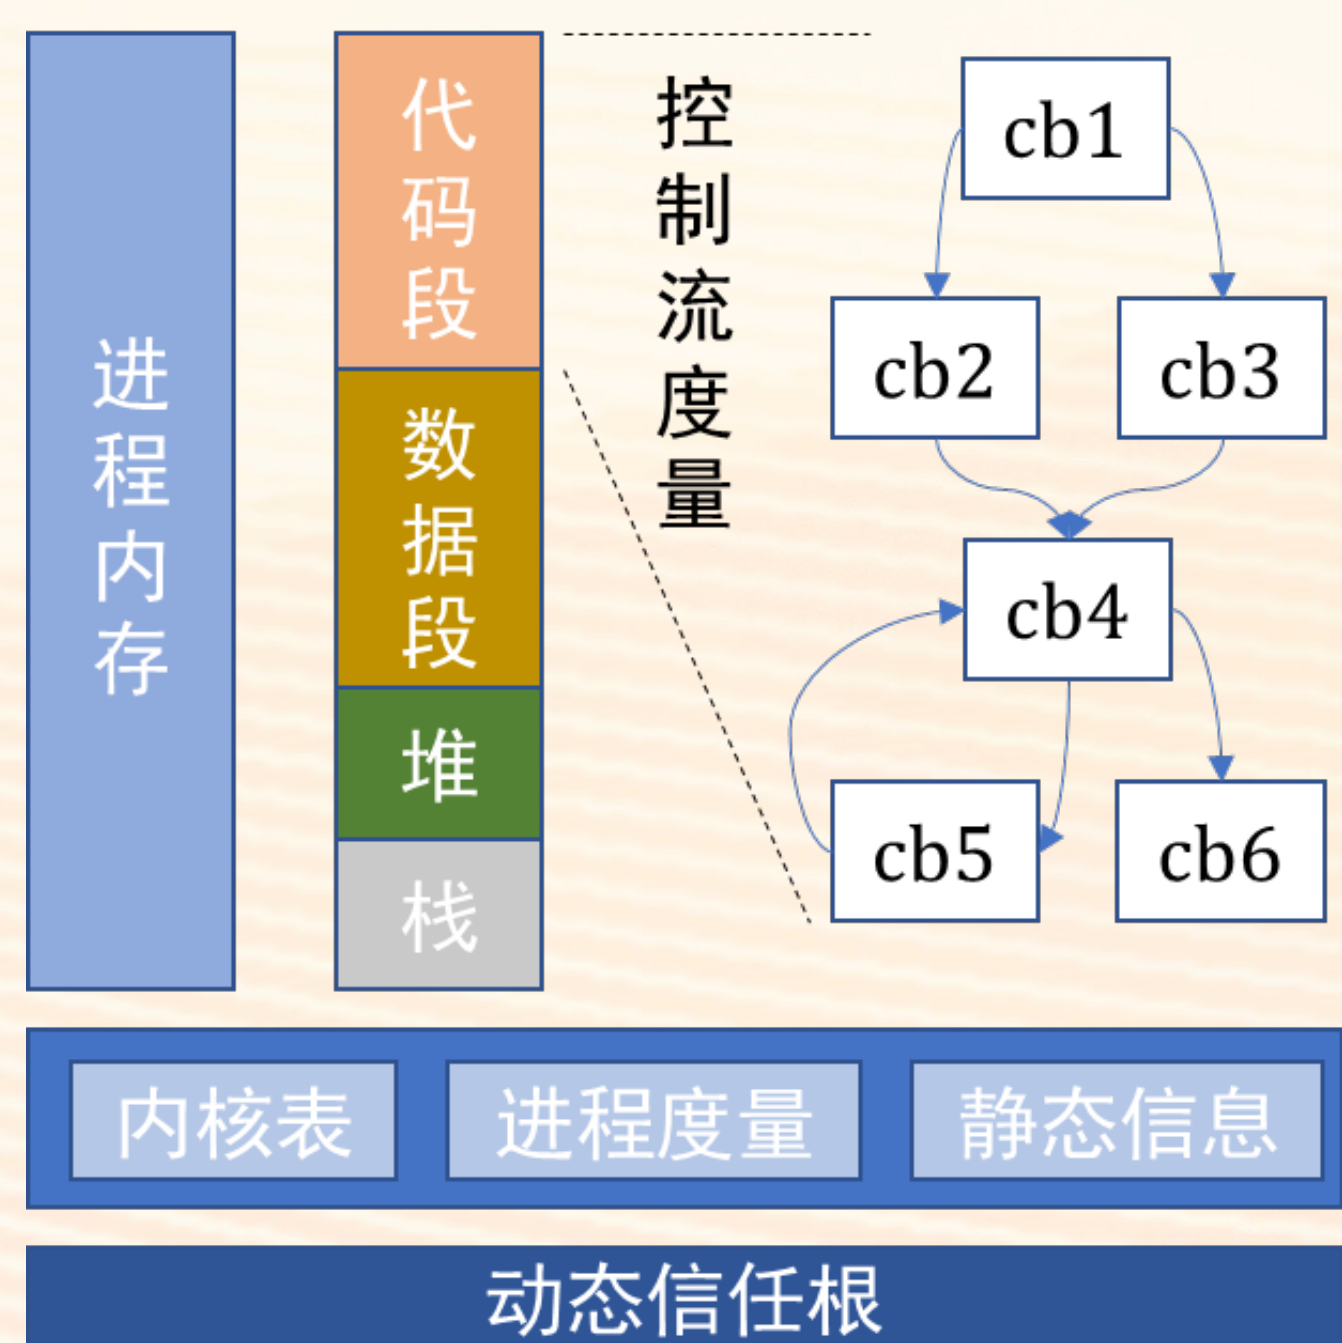 进程内存
代码段
数据段
堆
栈
控制流度量
cb1
cb2
cb3
cb4
cb5
cb6
内核表
进程度量
静态信息
动态信任根